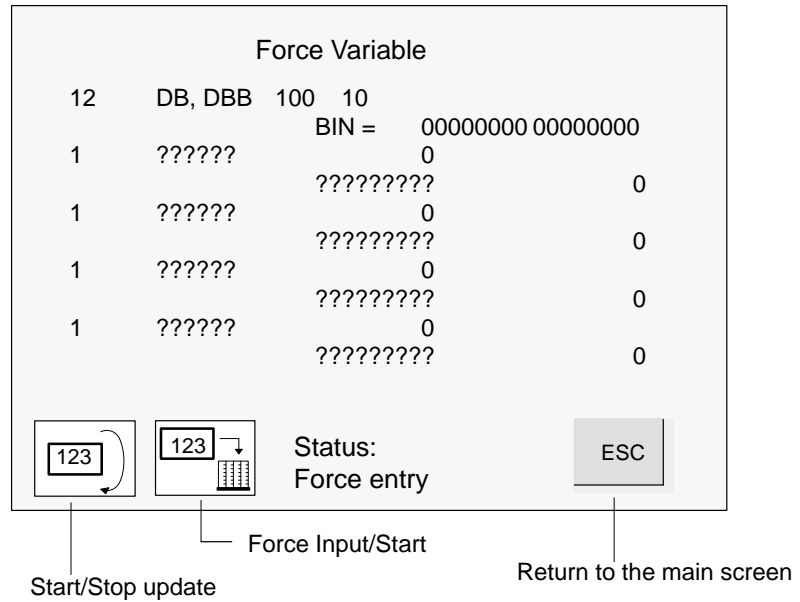 Force Variable
12 DB, DBB 100 10
BIN = 00000000 00000000
1 ?????? 0
????????? 0
1 ?????? 0
????????? 0
1 ?????? 0
????????? 0
1 ?????? 0
????????? 0
123
123
Status:
Force entry
ESC
Force Input/Start
Return to the main screen
Start/Stop update